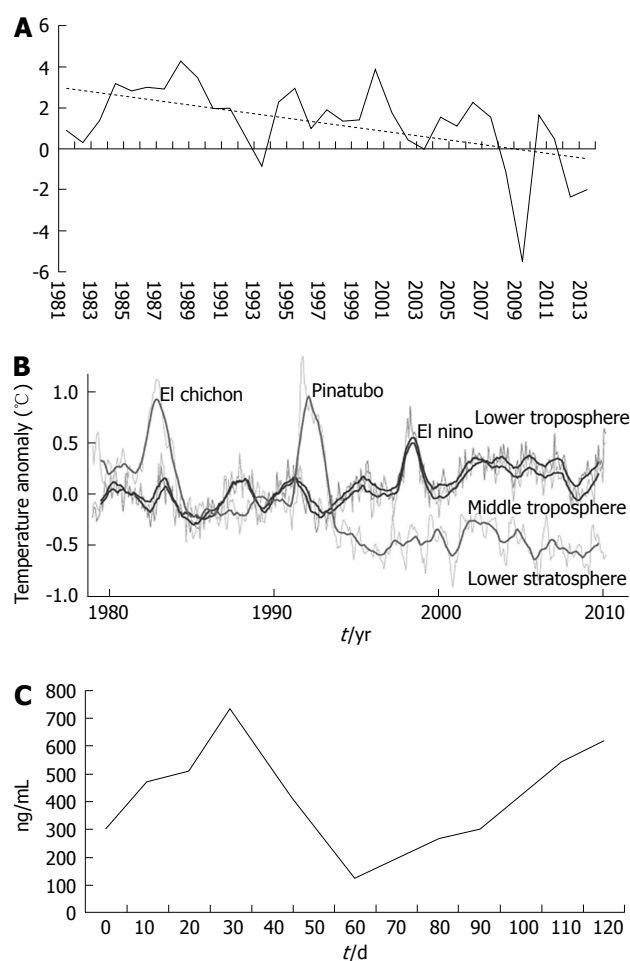 A
6
4
2
0
-2
-4
-6
1981
1983
1985
1987
1989
1991
1993
1995
1997
1999
2001
2003
2005
2007
2009
2011
2013
B
Temperature anomaly (℃)
1.0
0.5
0.0
-0.5
-1.0
El chichon
Pinatubo
El nino
Lower troposphere
Middle troposphere
Lower stratosphere
1980 1990 2000 2010
t/yr
C
ng/mL
800
700
600
500
400
300
200
100
0
0 10 20 30 40 50 60 70 80 90 100 110 120
t/d